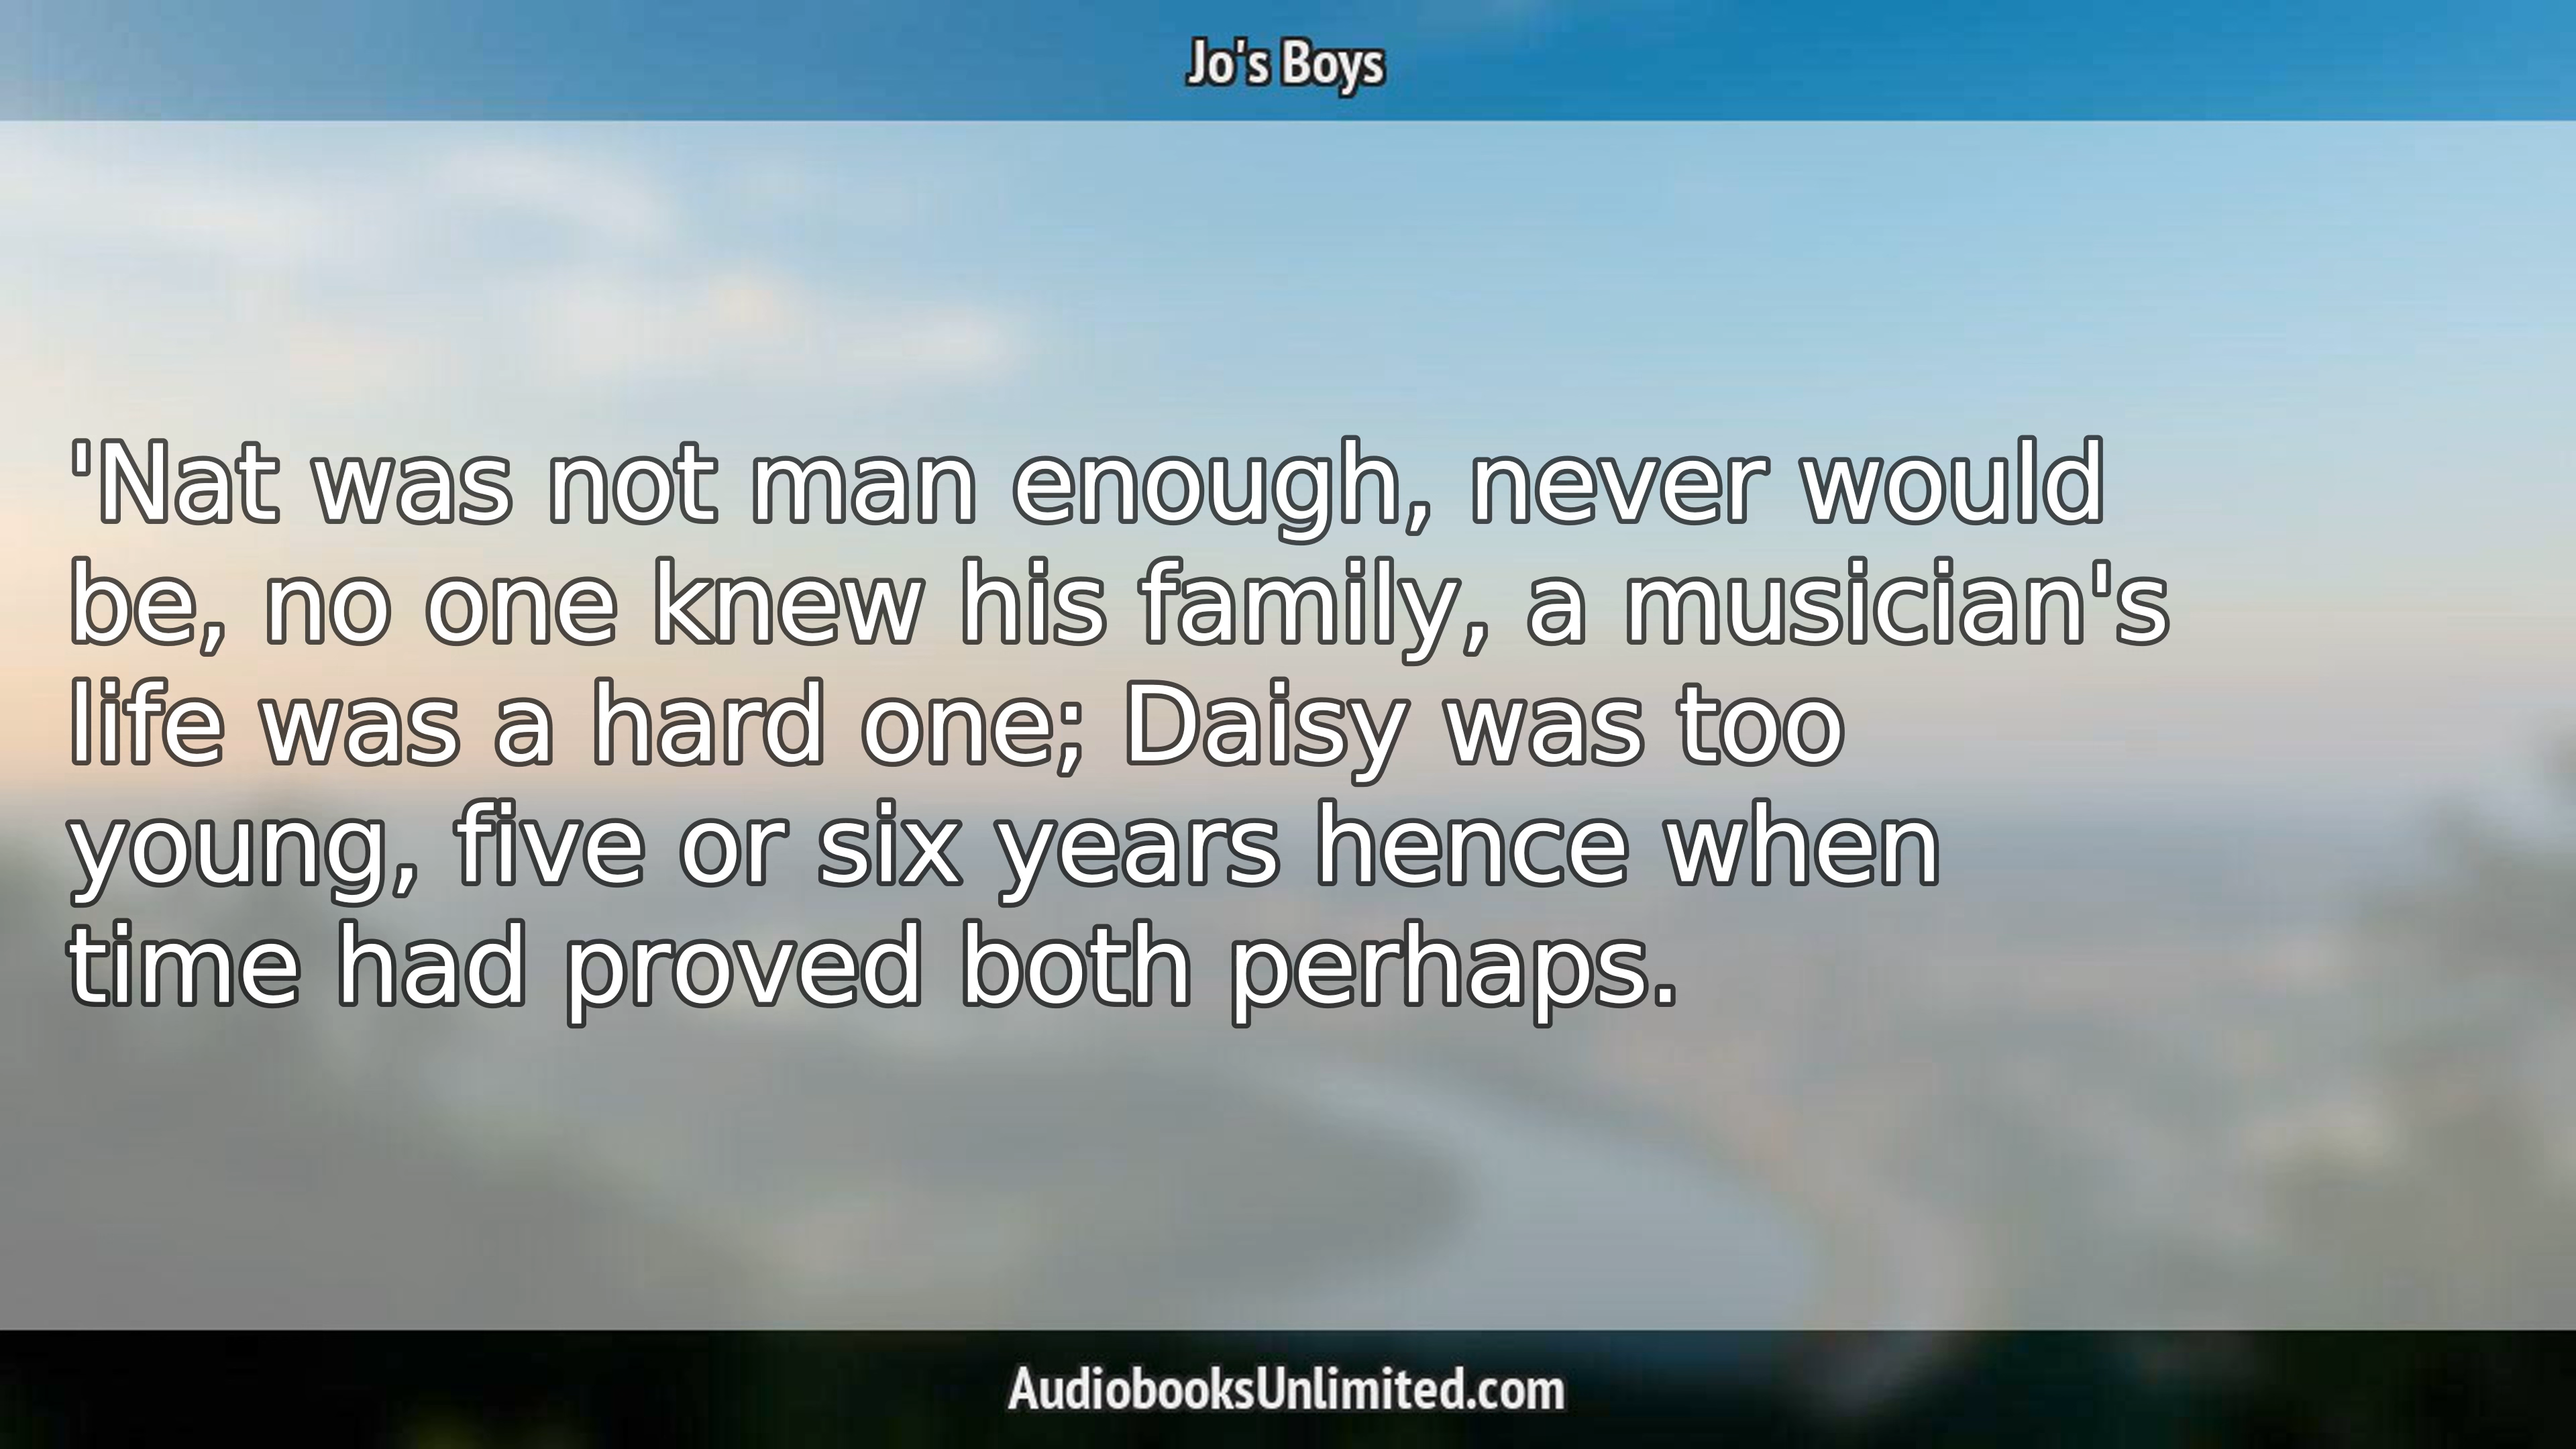 Jo's Boys
'Nat was not man enough, never would
be, no one knew his family, a musician's
life was a hard one; Daisy was too
young, five or six years hence when
time had proved both perhaps.
AudiobooksUnlimited.com